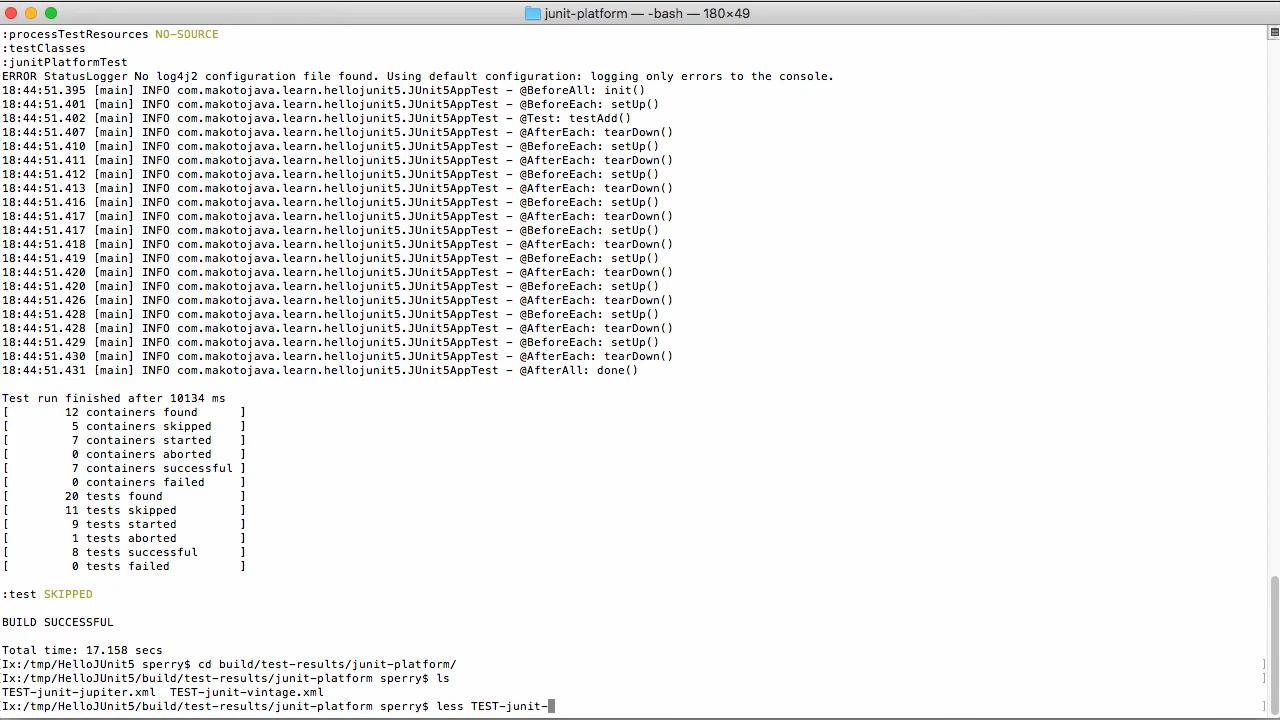 junit-platform — -bash — 180×49
:processTestResources NO-SOURCE
:testClasses
:junitPlatformTest
ERROR StatusLogger No log4j2 configuration file found. Using default configuration: logging only errors to the console.
18:44:51.395 [main] INFO com.makotojava.learn.hellojunit5.JUnit5AppTest - @BeforeAll: init()
18:44:51.401 [main] INFO com.makotojava.learn.hellojunit5.JUnit5AppTest - @BeforeEach: setUp()
18:44:51.402 [main] INFO com.makotojava.learn.hellojunit5.JUnit5AppTest - @Test: testAdd()
18:44:51.407 [main] INFO com.makotojava.learn.hellojunit5.JUnit5AppTest - @AfterEach: tearDown()
18:44:51.410 [main] INFO com.makotojava.learn.hellojunit5.JUnit5AppTest - @BeforeEach: setUp()
18:44:51.411 [main] INFO com.makotojava.learn.hellojunit5.JUnit5AppTest - @AfterEach: tearDown()
18:44:51.412 [main] INFO com.makotojava.learn.hellojunit5.JUnit5AppTest - @BeforeEach: setUp()
18:44:51.413 [main] INFO com.makotojava.learn.hellojunit5.JUnit5AppTest - @AfterEach: tearDown()
18:44:51.416 [main] INFO com.makotojava.learn.hellojunit5.JUnit5AppTest - @BeforeEach: setUp()
18:44:51.417 [main] INFO com.makotojava.learn.hellojunit5.JUnit5AppTest - @AfterEach: tearDown()
18:44:51.417 [main] INFO com.makotojava.learn.hellojunit5.JUnit5AppTest - @BeforeEach: setUp()
18:44:51.418 [main] INFO com.makotojava.learn.hellojunit5.JUnit5AppTest - @AfterEach: tearDown()
18:44:51.419 [main] INFO com.makotojava.learn.hellojunit5.JUnit5AppTest - @BeforeEach: setUp()
18:44:51.420 [main] INFO com.makotojava.learn.hellojunit5.JUnit5AppTest - @AfterEach: tearDown()
18:44:51.420 [main] INFO com.makotojava.learn.hellojunit5.JUnit5AppTest - @BeforeEach: setUp()
18:44:51.426 [main] INFO com.makotojava.learn.hellojunit5.JUnit5AppTest - @AfterEach: tearDown()
18:44:51.428 [main] INFO com.makotojava.learn.hellojunit5.JUnit5AppTest - @BeforeEach: setUp()
18:44:51.428 [main] INFO com.makotojava.learn.hellojunit5.JUnit5AppTest - @AfterEach: tearDown()
18:44:51.429 [main] INFO com.makotojava.learn.hellojunit5.JUnit5AppTest - @BeforeEach: setUp()
18:44:51.430 [main] INFO com.makotojava.learn.hellojunit5.JUnit5AppTest - @AfterEach: tearDown()
18:44:51.431 [main] INFO com.makotojava.learn.hellojunit5.JUnit5AppTest - @AfterAll: done()
Test run finished after 10134 ms
[ 12 containers found ]
[ 5 containers skipped ]
[ 7 containers started ]
[ 0 containers aborted ]
[ 7 containers successful ]
[ 0 containers failed ]
[ 20 tests found ]
[ 11 tests skipped ]
[ 9 tests started ]
[ 1 tests aborted ]
[ 8 tests successful ]
[ 0 tests failed ]
:test SKIPPED
BUILD SUCCESSFUL
Total time: 17.158 secs
[Ix:/tmp/HelloJUnit5 sperry$ cd build/test-results/junit-platform/ ]
[Ix:/tmp/HelloJUnit5/build/test-results/junit-platform sperry$ ls ]
TEST-junit-jupiter.xml TEST-junit-vintage.xml
[Ix:/tmp/HelloJUnit5/build/test-results/junit-platform sperry$ less TEST-junit- ]